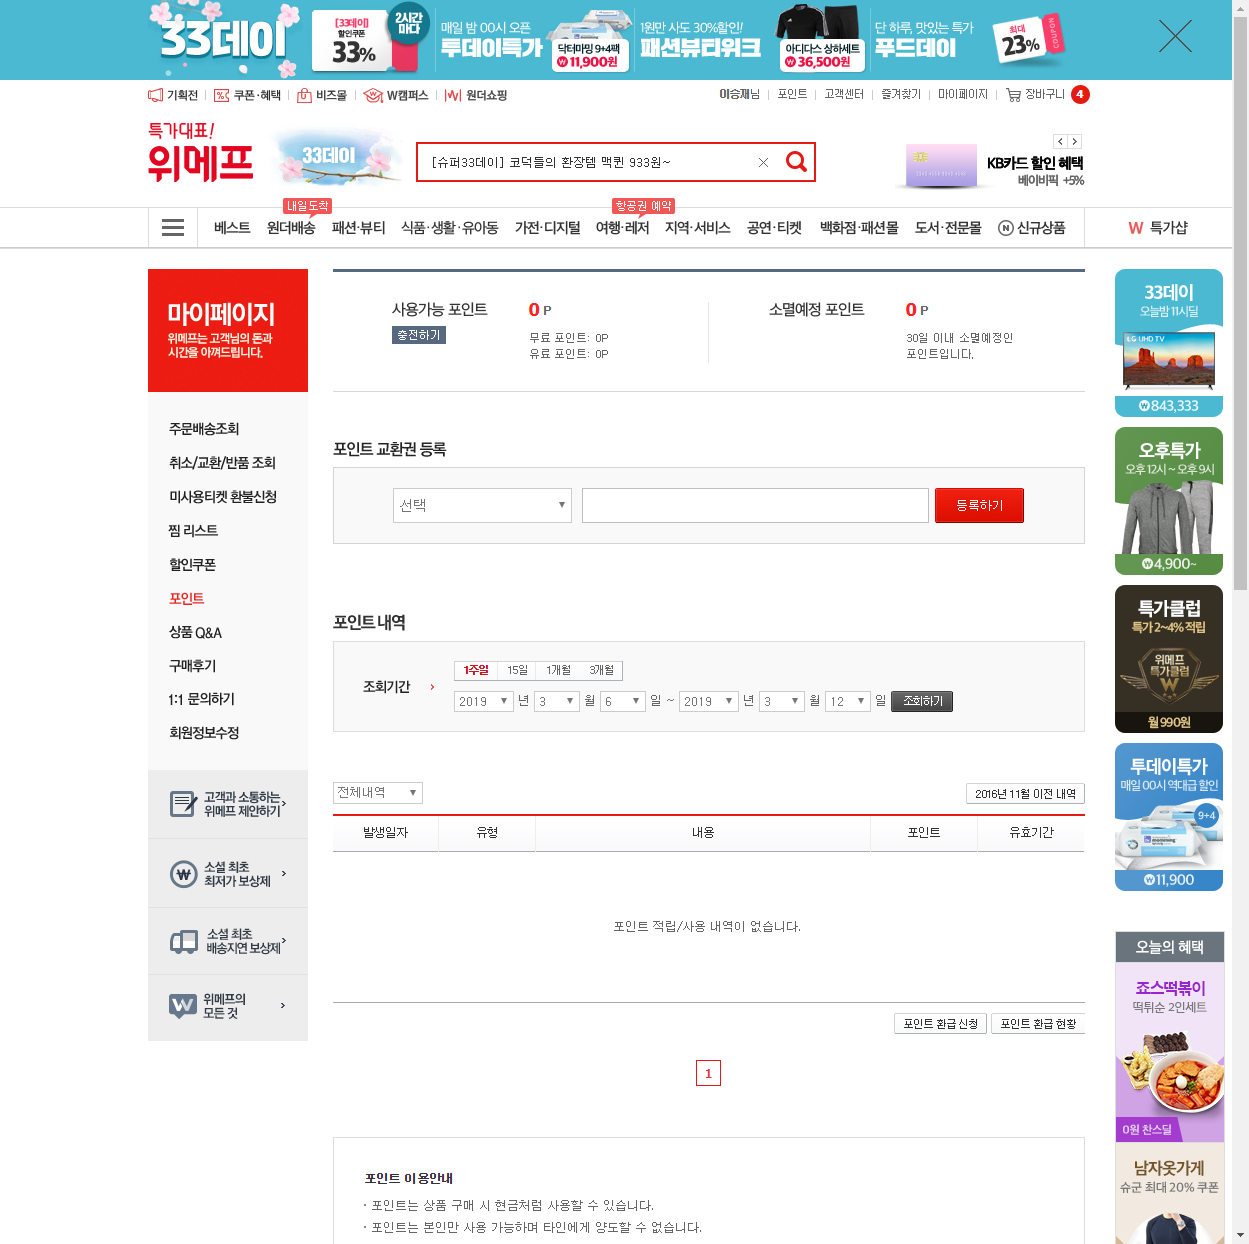 33데이
[33데이]
할인쿠폰
33%
2시간
마다
매일 밤 00시 오픈
투데이특가
닥터마밍 9+4팩
₩11,900원
1원만 사도 30%할인!
패션뷰티위크
아디다스 상하세트
₩36,500원
단 하루, 맛있는 특가
푸드데이
최대
23%
COUPON
기획전
쿠폰·혜택
비즈몰
W캠퍼스
원더쇼핑
이승재님
포인트
고객센터
즐겨찾기
마이페이지
장바구니 4
특가대표!
위메프
33데이
[슈퍼33데이] 코덕들의 환장템 맥퀸 933원~
KB카드 할인 혜택
베이비픽 +5%
내일도착
항공권 예약
베스트
원더배송
패션·뷰티
식품·생활·유아동
가전·디지털
여행·레저
지역·서비스
공연·티켓
백화점·패션몰
도서·전문몰
N 신규상품
W 특가샵
마이페이지
위메프는 고객님의 돈과
시간을 아껴드립니다.
주문배송조회
취소/교환/반품 조회
미사용티켓 환불신청
찜 리스트
할인쿠폰
포인트
상품 Q&A
구매후기
1:1 문의하기
회원정보수정
고객과 소통하는
위메프 제안하기
소셜 최초
최저가 보상제
소셜 최초
배송지연 보상제
위메프의
모든 것
사용가능 포인트
충전하기
0 P
무료 포인트: 0P
유료 포인트: 0P
소멸예정 포인트
0 P
30일 이내 소멸예정인
포인트입니다.
포인트 교환권 등록
선택
등록하기
포인트 내역
조회기간
1주일
15일
1개월
3개월
2019 년 3 월 6 일 ~ 2019 년 3 월 12 일 조회하기
전체내역
2016년 11월 이전 내역
발생일자
유형
내용
포인트
유효기간
포인트 적립/사용 내역이 없습니다.
포인트 환급 신청
포인트 환급 현황
1
포인트 이용안내
· 포인트는 상품 구매 시 현금처럼 사용할 수 있습니다.
· 포인트는 본인만 사용 가능하며 타인에게 양도할 수 없습니다.
33데이
오늘밤 11시딜
LG UHD TV
₩843,333
오후특가
오후 12시 ~ 오후 9시
₩4,900~
특가클럽
특가 2~4% 적립
위메프
특가클럽
W
월 990원
투데이특가
매일 00시 역대급 할인
9+4
₩11,900
오늘의 혜택
죠스떡볶이
떡튀순 2인세트
0원 찬스딜
남자옷가게
슈군 최대 20% 쿠폰